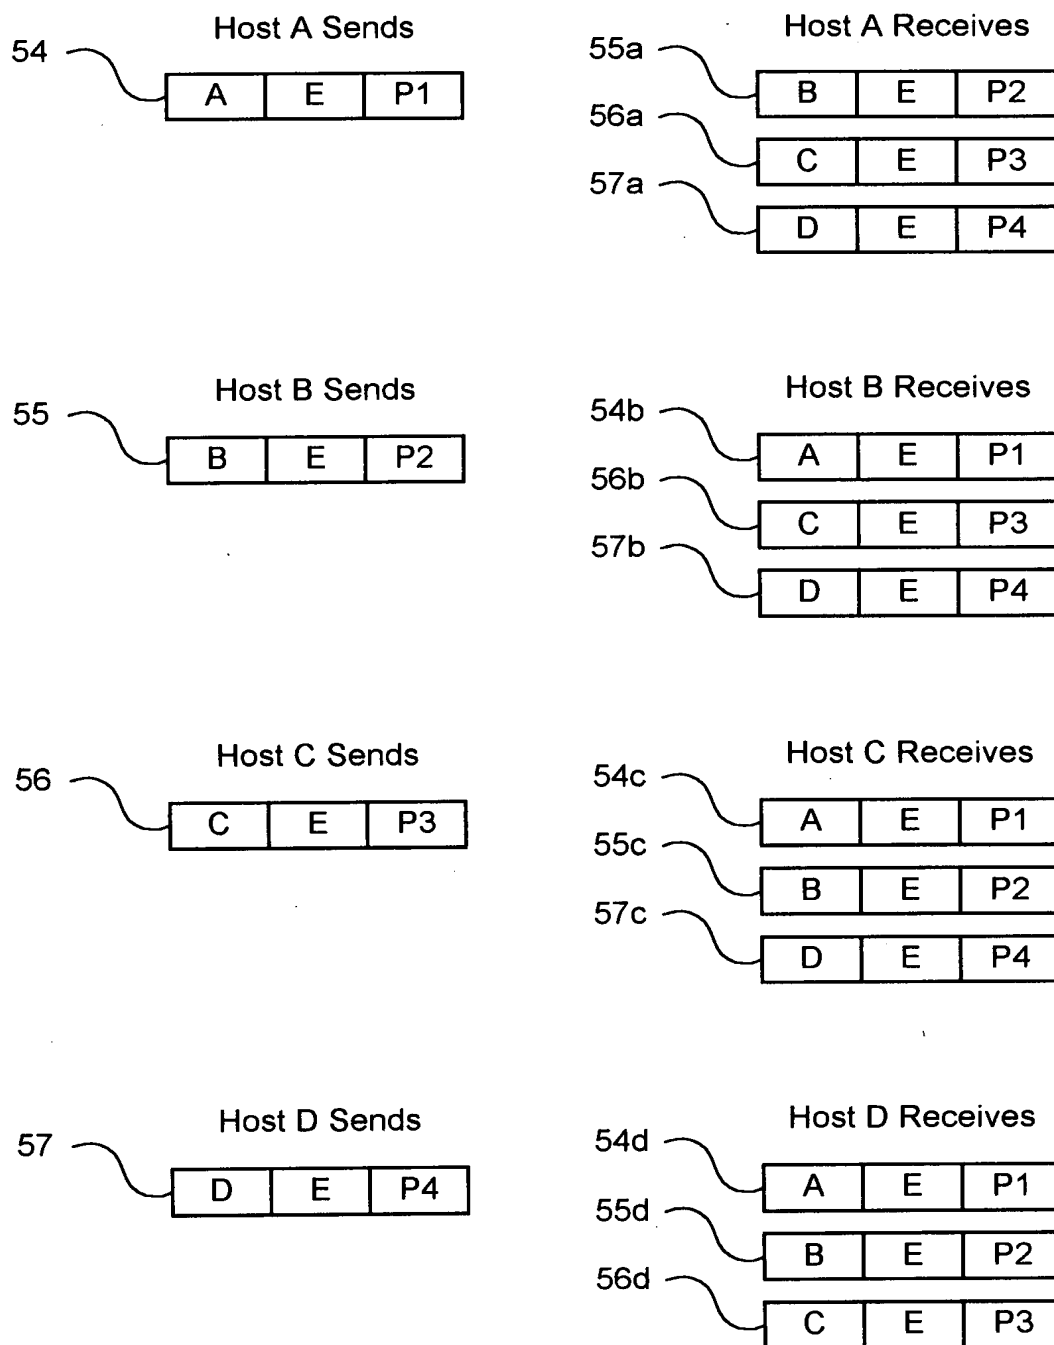 Host A Sends
54
A E P1
Host A Receives
55a
B E P2
56a
C E P3
57a
D E P4
Host B Sends
55
B E P2
Host B Receives
54b
A E P1
56b
C E P3
57b
D E P4
Host C Sends
56
C E P3
Host C Receives
54c
A E P1
55c
B E P2
57c
D E P4
Host D Sends
57
D E P4
Host D Receives
54d
A E P1
55d
B E P2
56d
C E P3